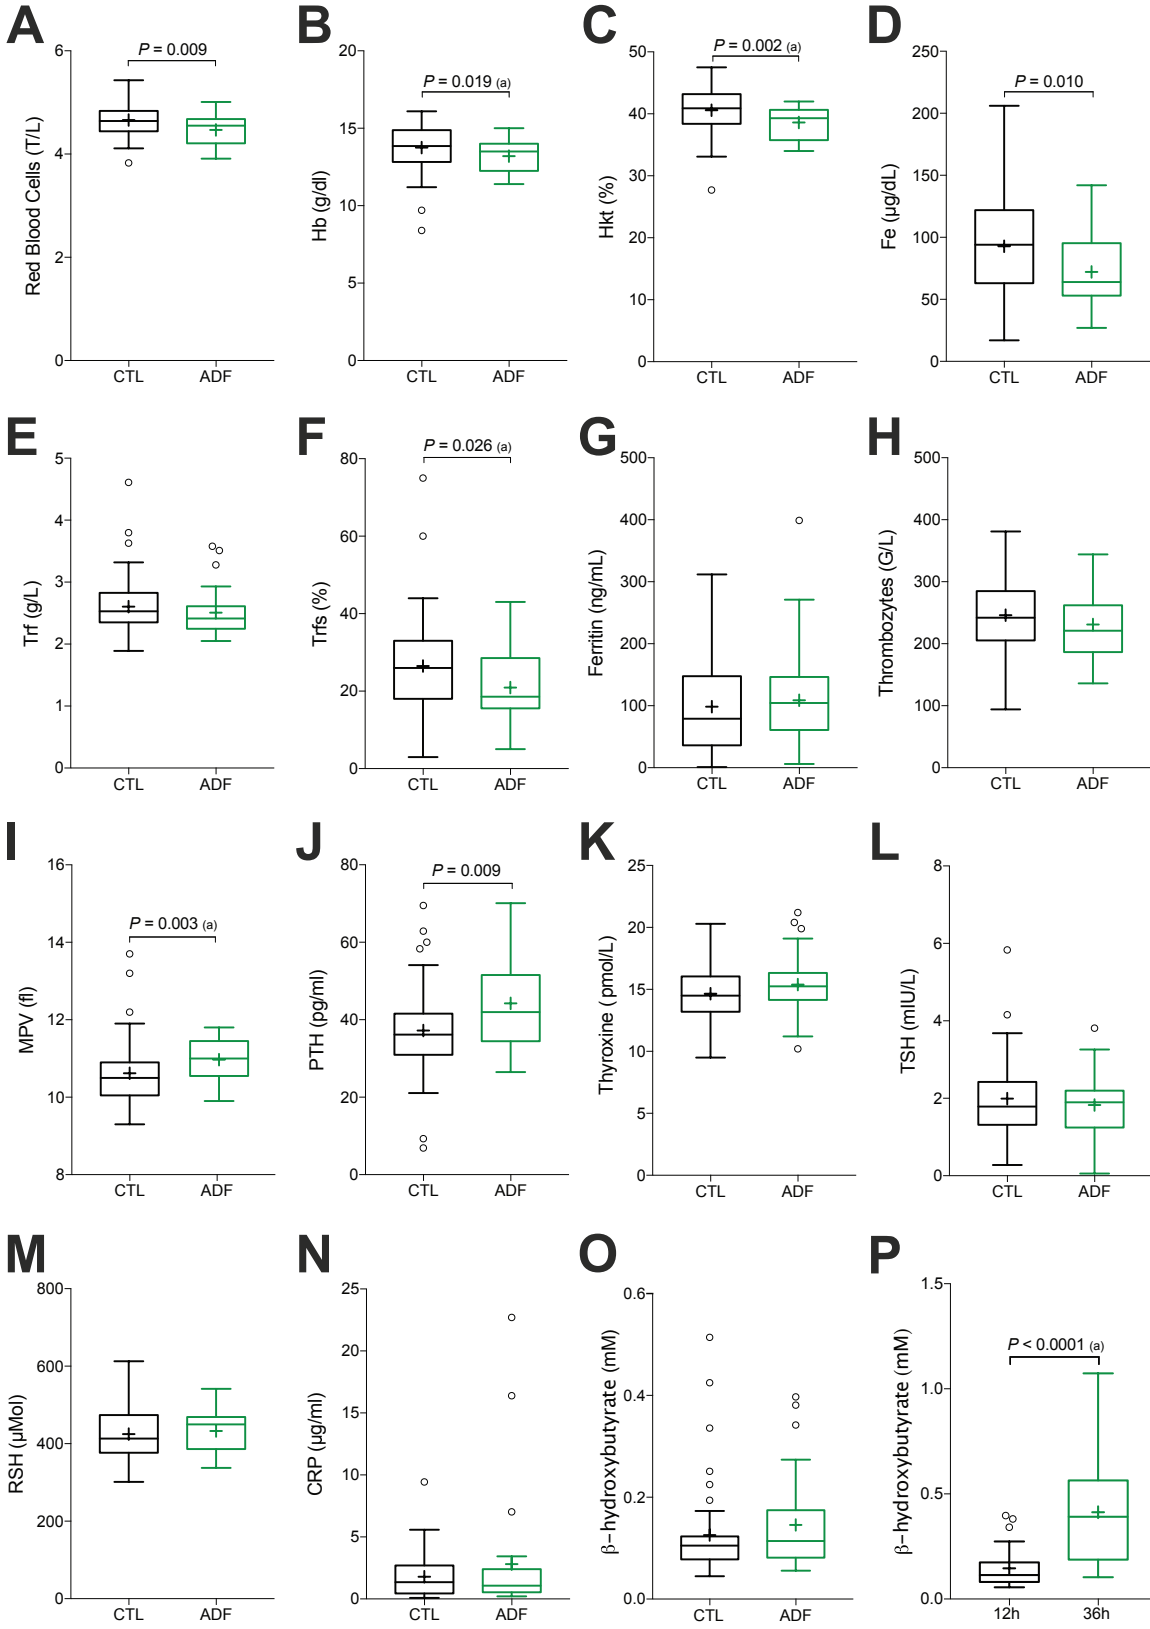 A
Red Blood Cells (T/L)
6
4
2
0
P = 0.009
CTL
ADF
B
Hb (g/dl)
20
15
10
5
0
P = 0.019 (a)
CTL
ADF
C
Hkt (%)
50
40
30
20
10
0
P = 0.002 (a)
CTL
ADF
D
Fe (µg/dL)
250
200
150
100
50
0
P = 0.010
CTL
ADF
E
Trf (g/L)
5
4
3
2
1
0
CTL
ADF
F
Trfs (%)
80
60
40
20
0
P = 0.026 (a)
CTL
ADF
G
Ferritin (ng/mL)
500
400
300
200
100
0
CTL
ADF
H
Thrombozytes (G/L)
500
400
300
200
100
0
CTL
ADF
I
MPV (fl)
16
14
12
10
8
P = 0.003 (a)
CTL
ADF
J
PTH (pg/ml)
80
60
40
20
0
P = 0.009
CTL
ADF
K
Thyroxine (pmol/L)
25
20
15
10
5
0
CTL
ADF
L
TSH (mIU/L)
8
6
4
2
0
CTL
ADF
M
RSH (µMol)
800
600
400
200
0
CTL
ADF
N
CRP (µg/ml)
25
20
15
10
5
0
CTL
ADF
O
β−hydroxybutyrate (mM)
0.6
0.4
0.2
0.0
CTL
ADF
P
β−hydroxybutyrate (mM)
1.5
1.0
0.5
0.0
P < 0.0001 (a)
12h
36h